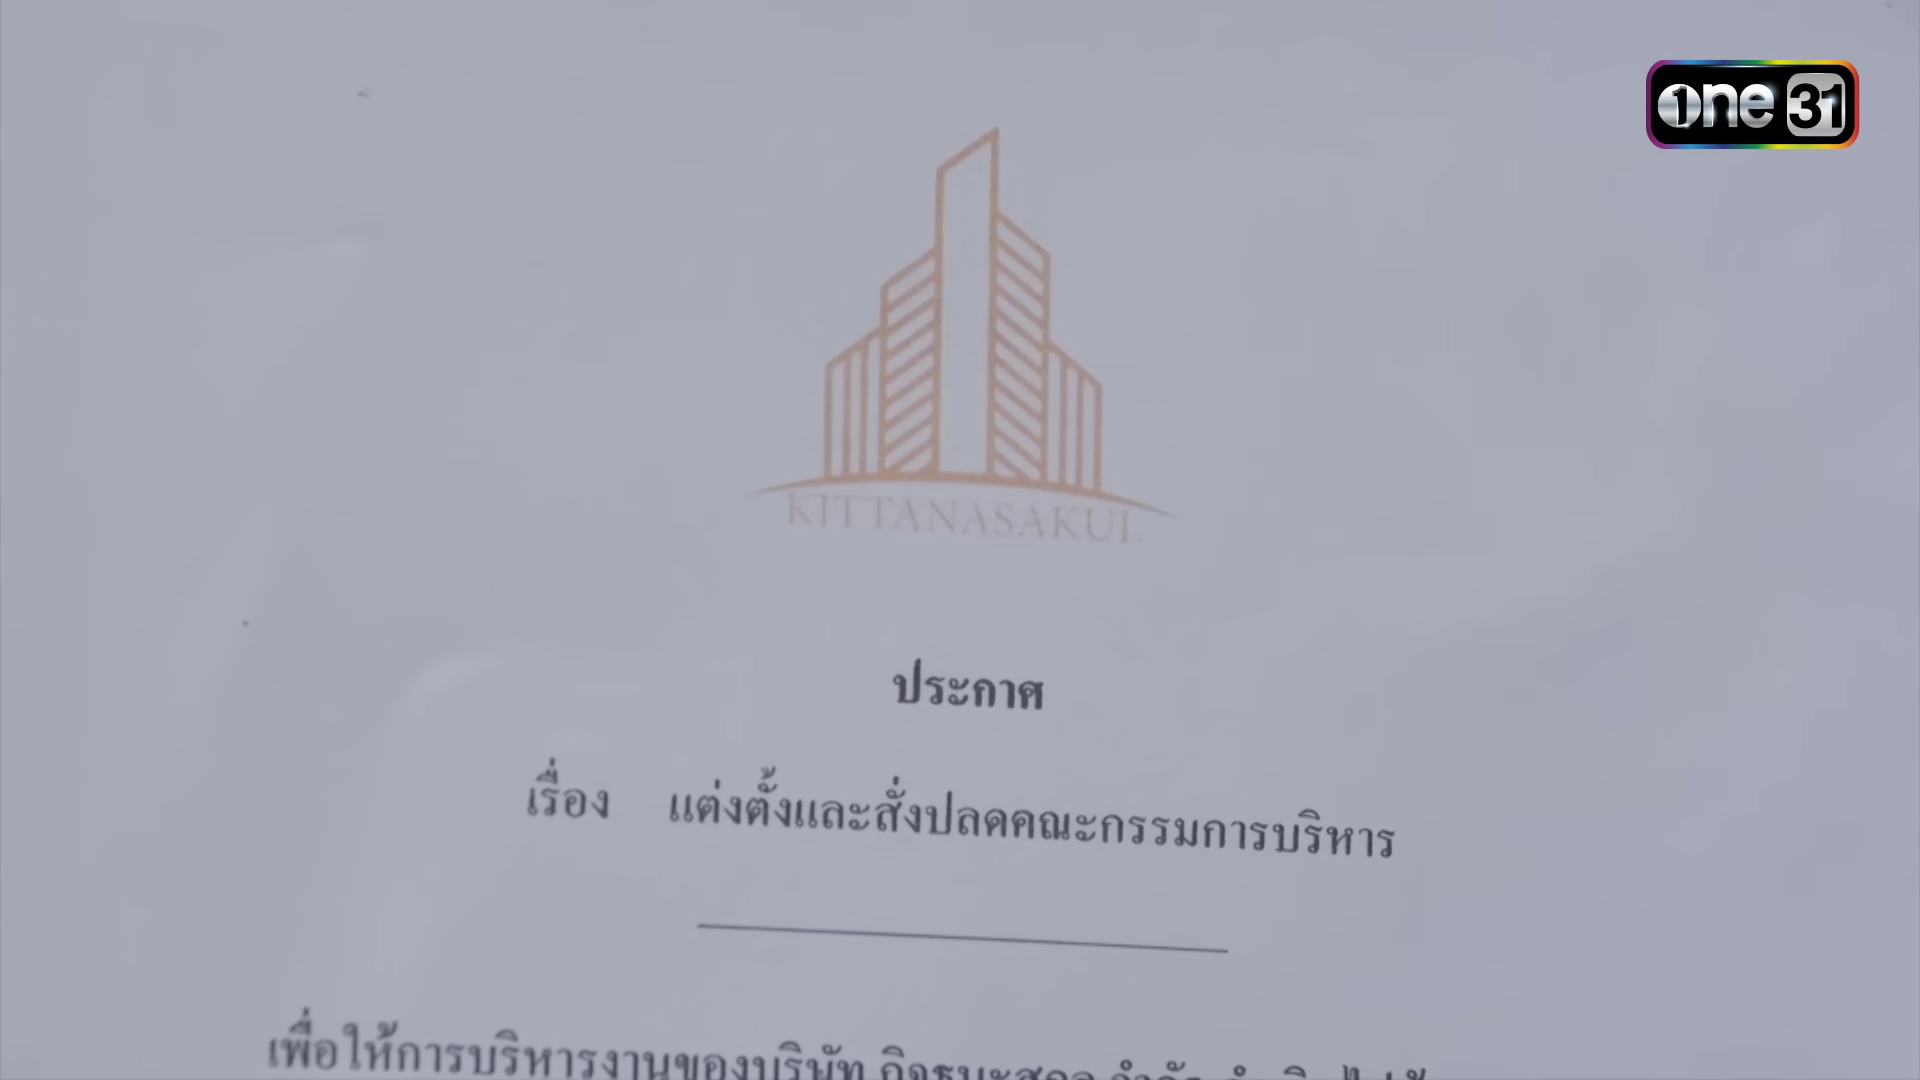 one 31
KITTANASAKUL
ประกาศ
เรื่อง แต่งตั้งและสั่งปลดคณะกรรมการบริหาร
เพื่อให้การบริหารงานของบริษัท